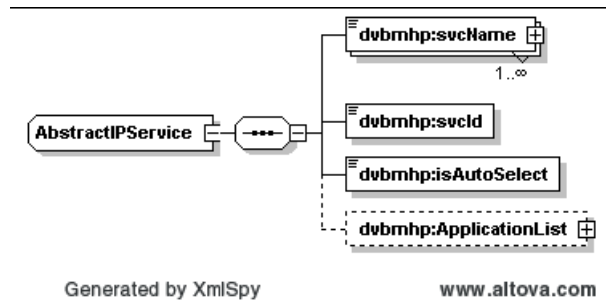 dvbmhp:svcName
1..∞
AbstractIPService
dvbmhp:svcId
dvbmhp:isAutoSelect
dvbmhp:ApplicationList
Generated by XmlSpy
www.altova.com